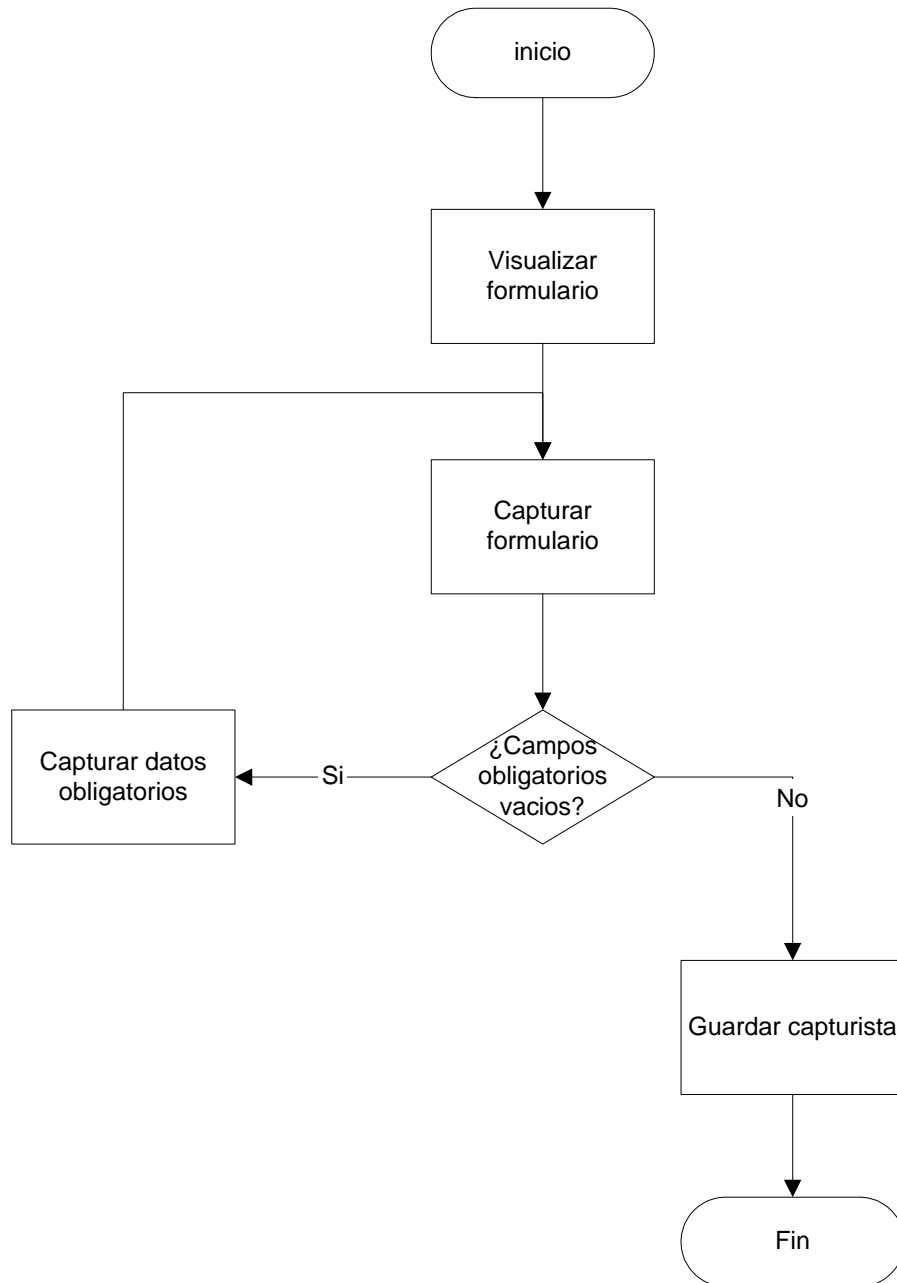 inicio
Visualizar
formulario
Capturar
formulario
¿Campos
obligatorios
vacios?
Si
Capturar datos
obligatorios
No
Guardar capturista
Fin